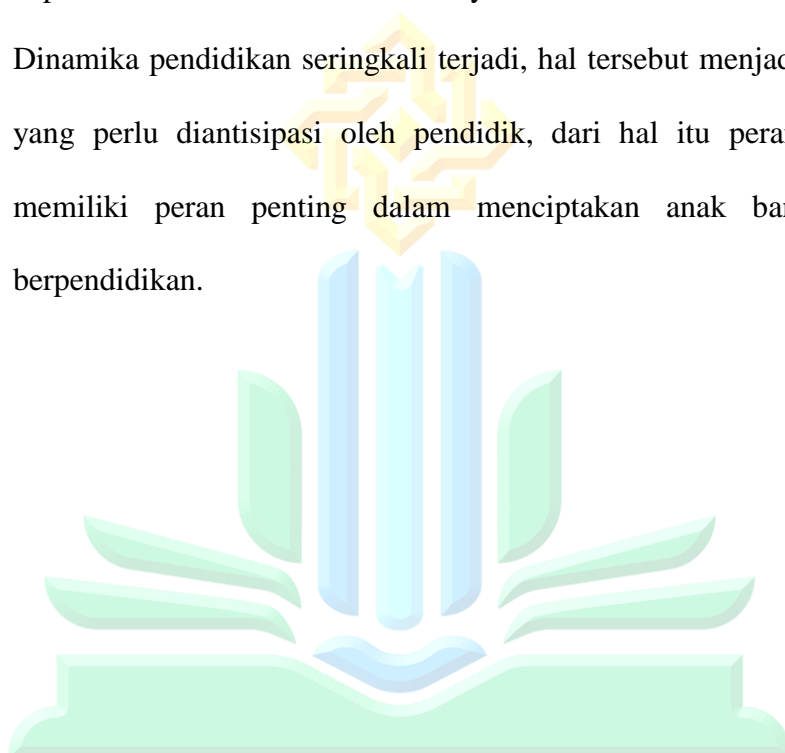 Dinamika pendidikan seringkali terjadi, hal tersebut
yang perlu diantisipasi oleh pendidik, dari hal itu
memiliki peran penting dalam menciptakan anak
berpendidikan.